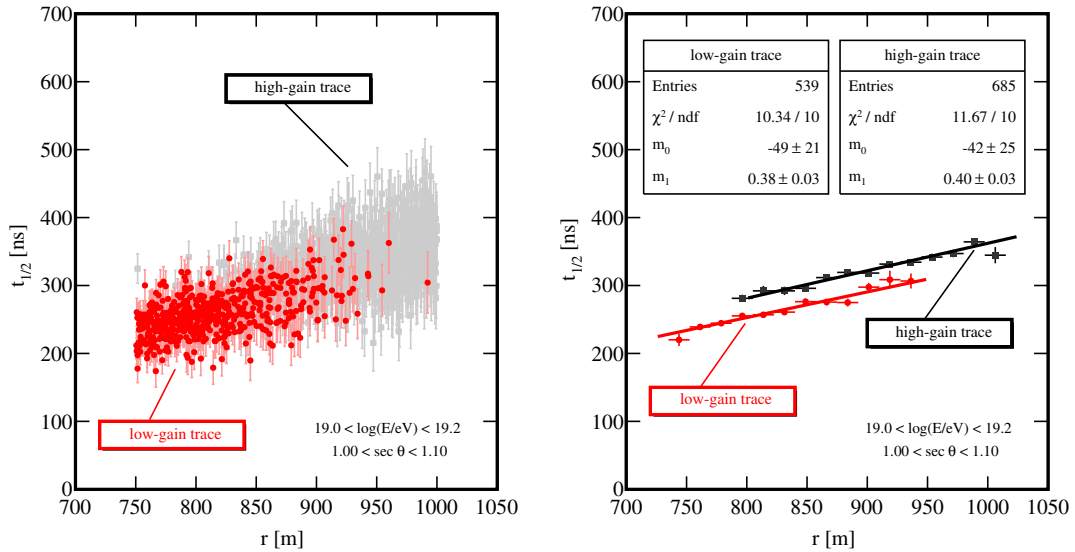 700
600
500
400
300
200
100
0
t1/2 [ns]
high-gain trace
low-gain trace
19.0 < log(E/eV) < 19.2
1.00 < sec θ < 1.10
700 750 800 850 900 950 1000 1050
r [m]
700
600
500
400
300
200
100
0
t1/2 [ns]
low-gain trace
Entries 539
χ² / ndf 10.34 / 10
m0 -49 ± 21
m1 0.38 ± 0.03
high-gain trace
Entries 685
χ² / ndf 11.67 / 10
m0 -42 ± 25
m1 0.40 ± 0.03
high-gain trace
low-gain trace
19.0 < log(E/eV) < 19.2
1.00 < sec θ < 1.10
700 750 800 850 900 950 1000 1050
r [m]